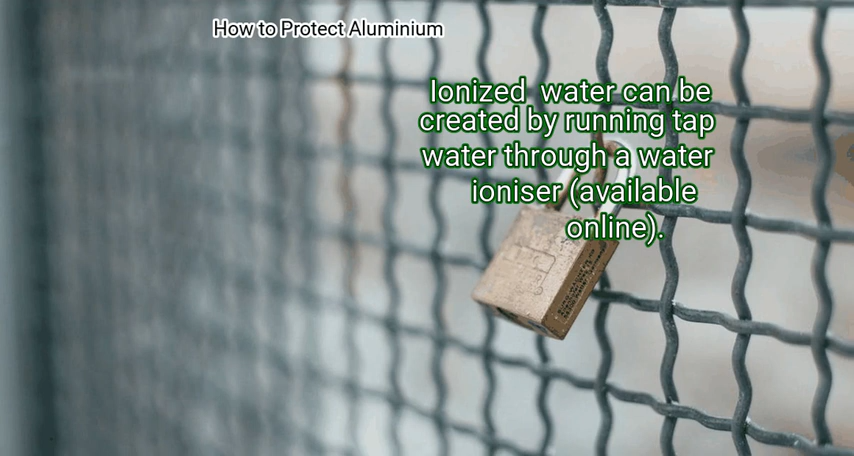 How to Protect Aluminium
Ionized water can be
created by running tap
water through a water
ioniser (available
online).